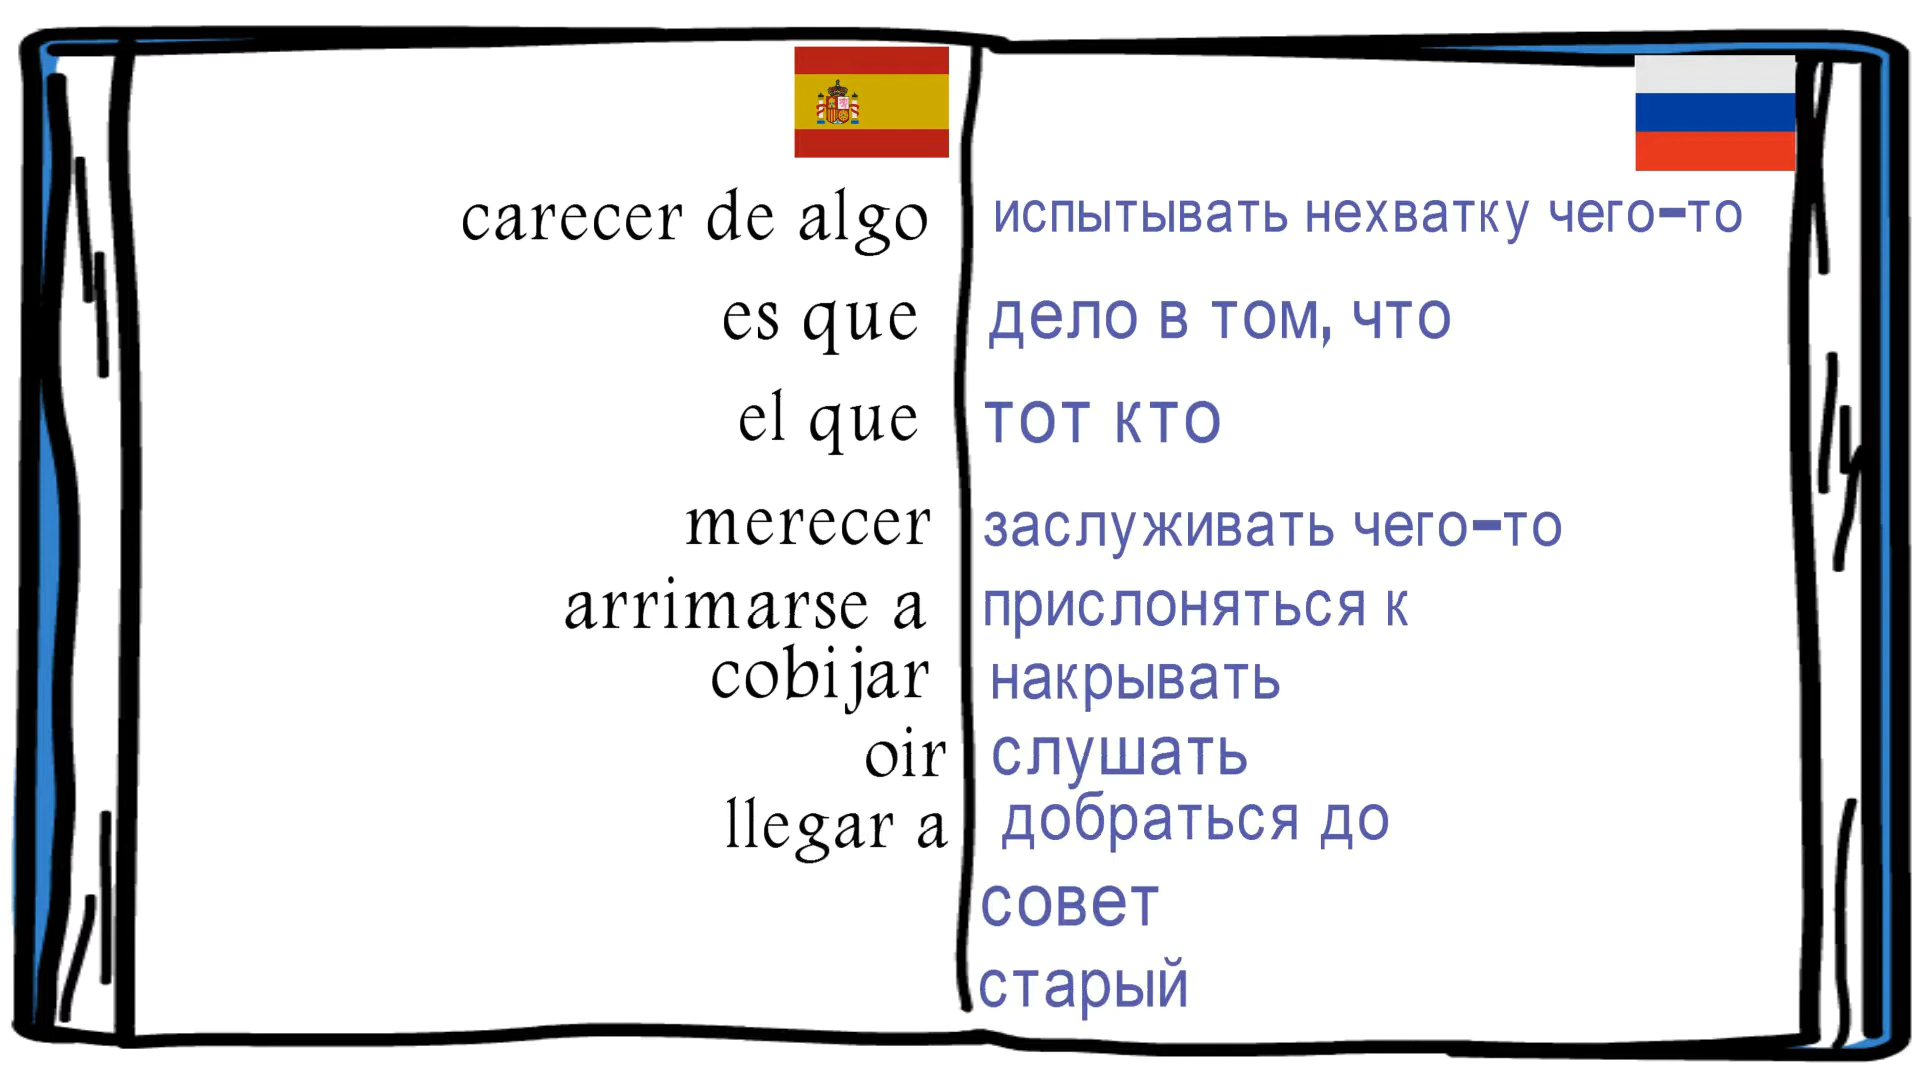 carecer de algo испытывать нехватку чего-то
es que дело в том, что
el que тот кто
merecer заслуживать чего-то
arrimarse a прислоняться к
cobijar накрывать
oir слушать
llegar a добраться до
совет
старый